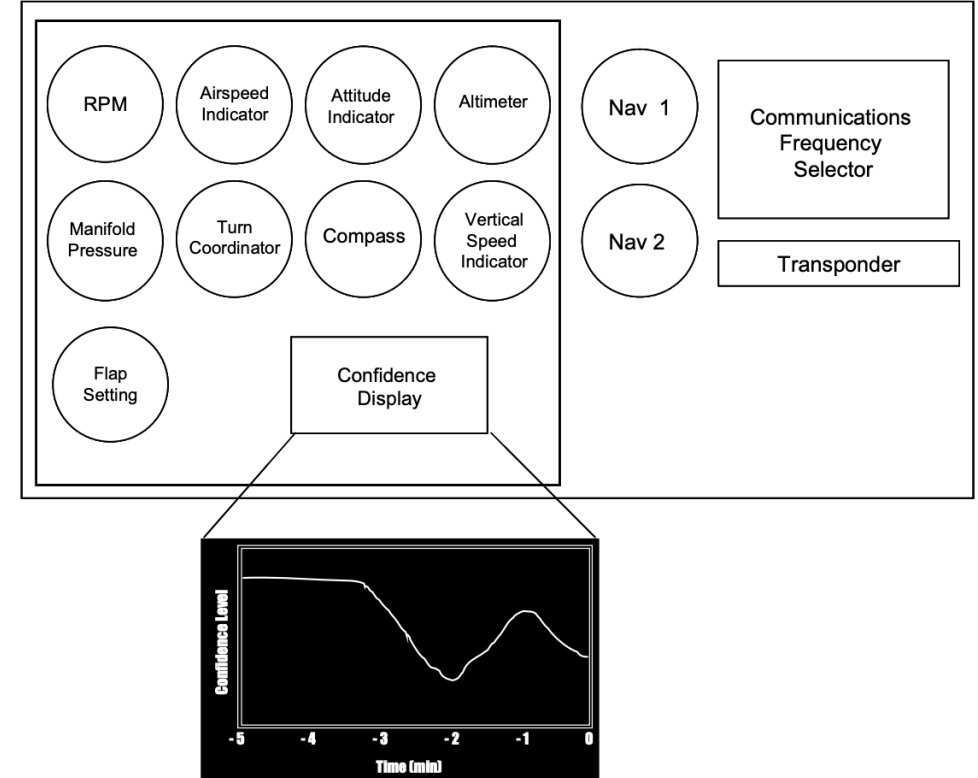 RPM
Airspeed
Indicator
Attitude
Indicator
Altimeter
Nav 1
Communications
Frequency
Selector
Manifold
Pressure
Turn
Coordinator
Compass
Vertical
Speed
Indicator
Nav 2
Transponder
Flap
Setting
Confidence
Display
Confidence Level
- 5 - 4 - 3 - 2 - 1 0
Time (min)